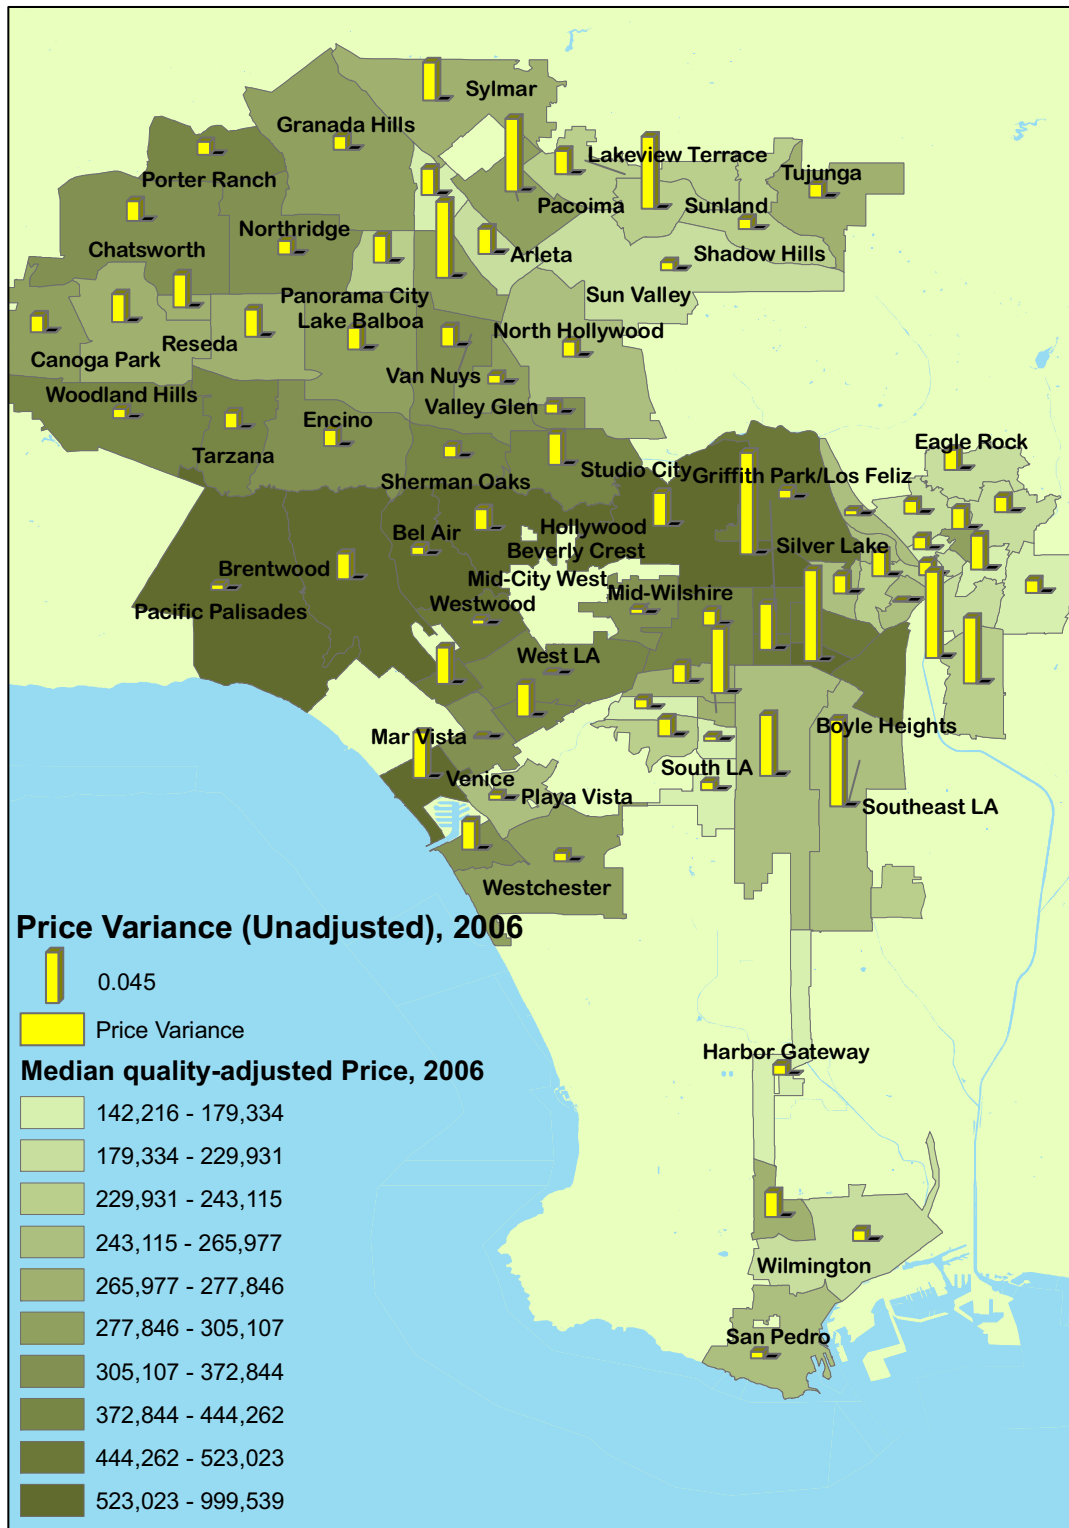 Sylmar
Granada Hills
Lakeview Terrace
Tujunga
Porter Ranch
Pacoima
Sunland
Northridge
Chatsworth
Arleta
Shadow Hills
Sun Valley
Panorama City
Lake Balboa
North Hollywood
Reseda
Canoga Park
Van Nuys
Woodland Hills
Valley Glen
Encino
Tarzana
Eagle Rock
Studio City
Griffith Park/Los Feliz
Sherman Oaks
Hollywood
Bel Air
Beverly Crest
Silver Lake
Brentwood
Mid-City West
Mid-Wilshire
Pacific Palisades
Westwood
West LA
Boyle Heights
Mar Vista
South LA
Venice
Playa Vista
Southeast LA
Westchester
Price Variance (Unadjusted), 2006
0.045
Price Variance
Harbor Gateway
Median quality-adjusted Price, 2006
142,216 - 179,334
179,334 - 229,931
229,931 - 243,115
243,115 - 265,977
265,977 - 277,846
Wilmington
277,846 - 305,107
San Pedro
305,107 - 372,844
372,844 - 444,262
444,262 - 523,023
523,023 - 999,539